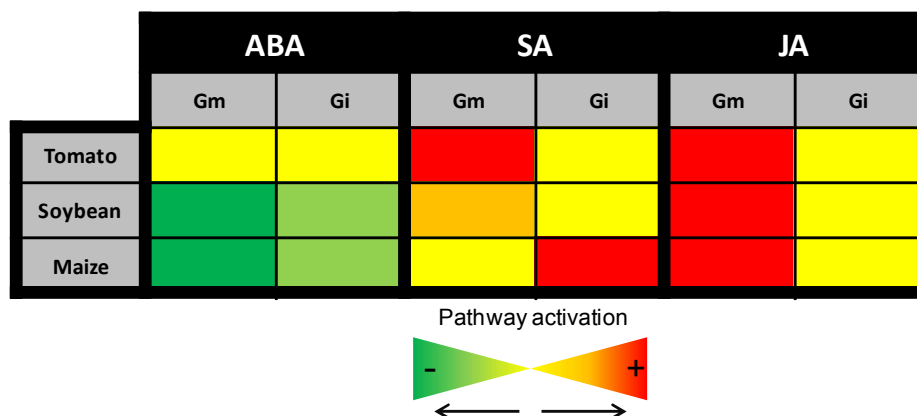 ABA SA JA
Gm Gi Gm Gi Gm Gi
Tomato
Soybean
Maize
Pathway activation
- +